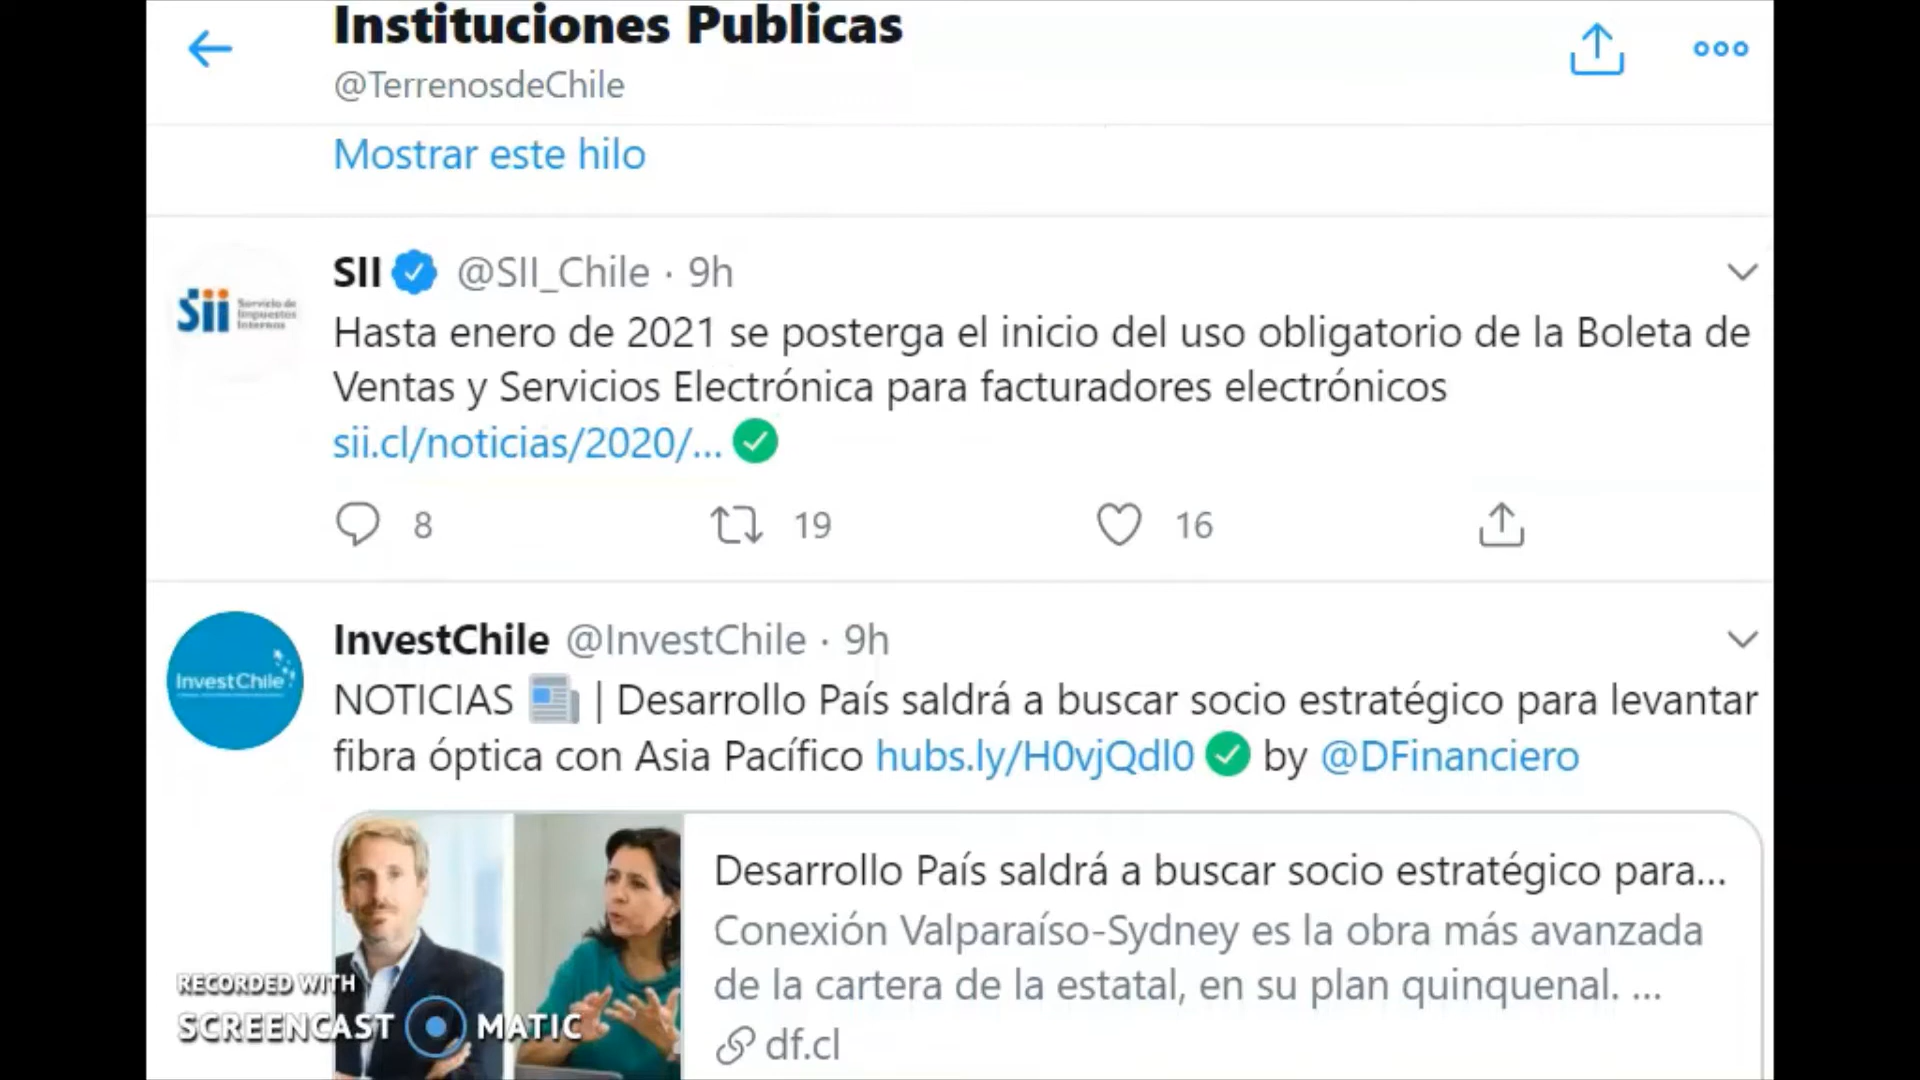 Instituciones Publicas
@TerrenosdeChile
Mostrar este hilo
SII @SII_Chile · 9h
Sii Servicio de
Impuestos
Internos
Hasta enero de 2021 se posterga el inicio del uso obligatorio de la Boleta de
Ventas y Servicios Electrónica para facturadores electrónicos
sii.cl/noticias/2020/...
8 19 16
InvestChile @InvestChile · 9h
InvestChile
NOTICIAS | Desarrollo País saldrá a buscar socio estratégico para levantar
fibra óptica con Asia Pacífico hubs.ly/H0vjQdl0 by @DFinanciero
Desarrollo País saldrá a buscar socio estratégico para...
Conexión Valparaíso-Sydney es la obra más avanzada
de la cartera de la estatal, en su plan quinquenal. ...
df.cl
RECORDED WITH
SCREENCAST MATIC